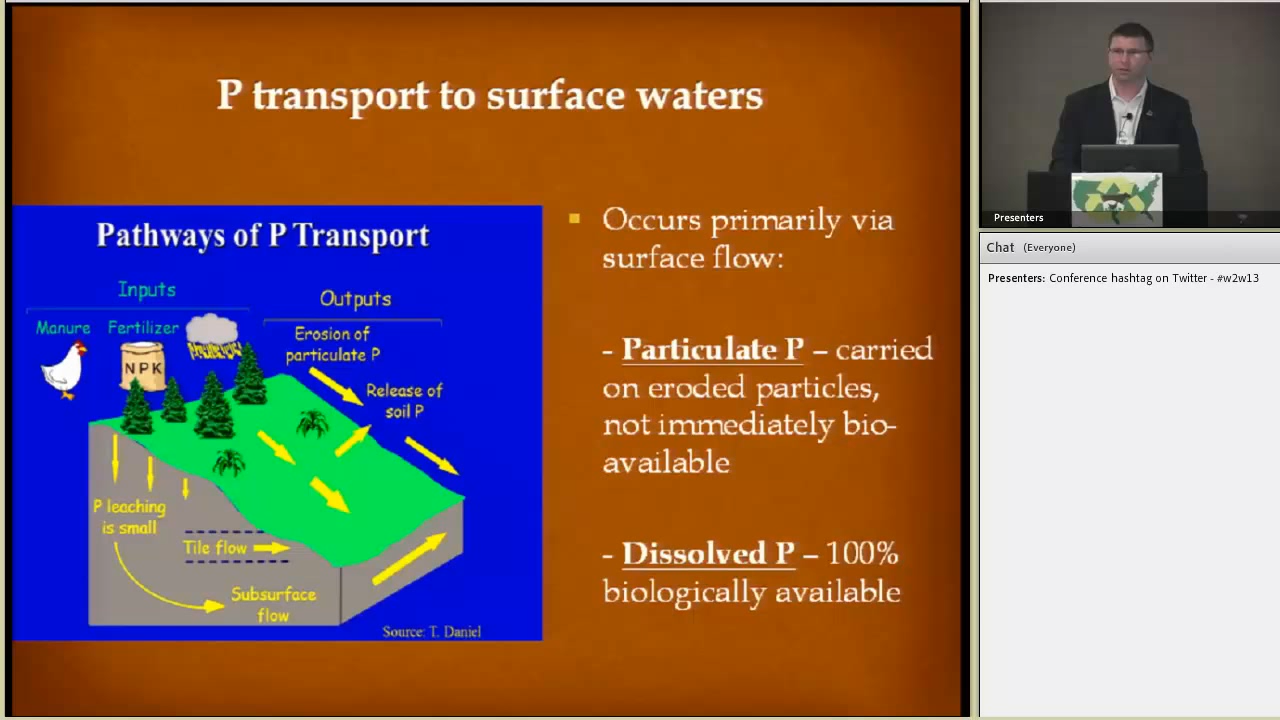 P transport to surface waters
Pathways of P Transport
Inputs
Outputs
Manure
Fertilizer
NPK
Erosion of
particulate P
Release of
soil P
P leaching
is small
Tile flow
Subsurface
flow
Source: T. Daniel
Occurs primarily via
surface flow:
- Particulate P – carried
on eroded particles,
not immediately bio-
available
- Dissolved P – 100%
biologically available
Presenters
Chat (Everyone)
Presenters: Conference hashtag on Twitter - #w2w13